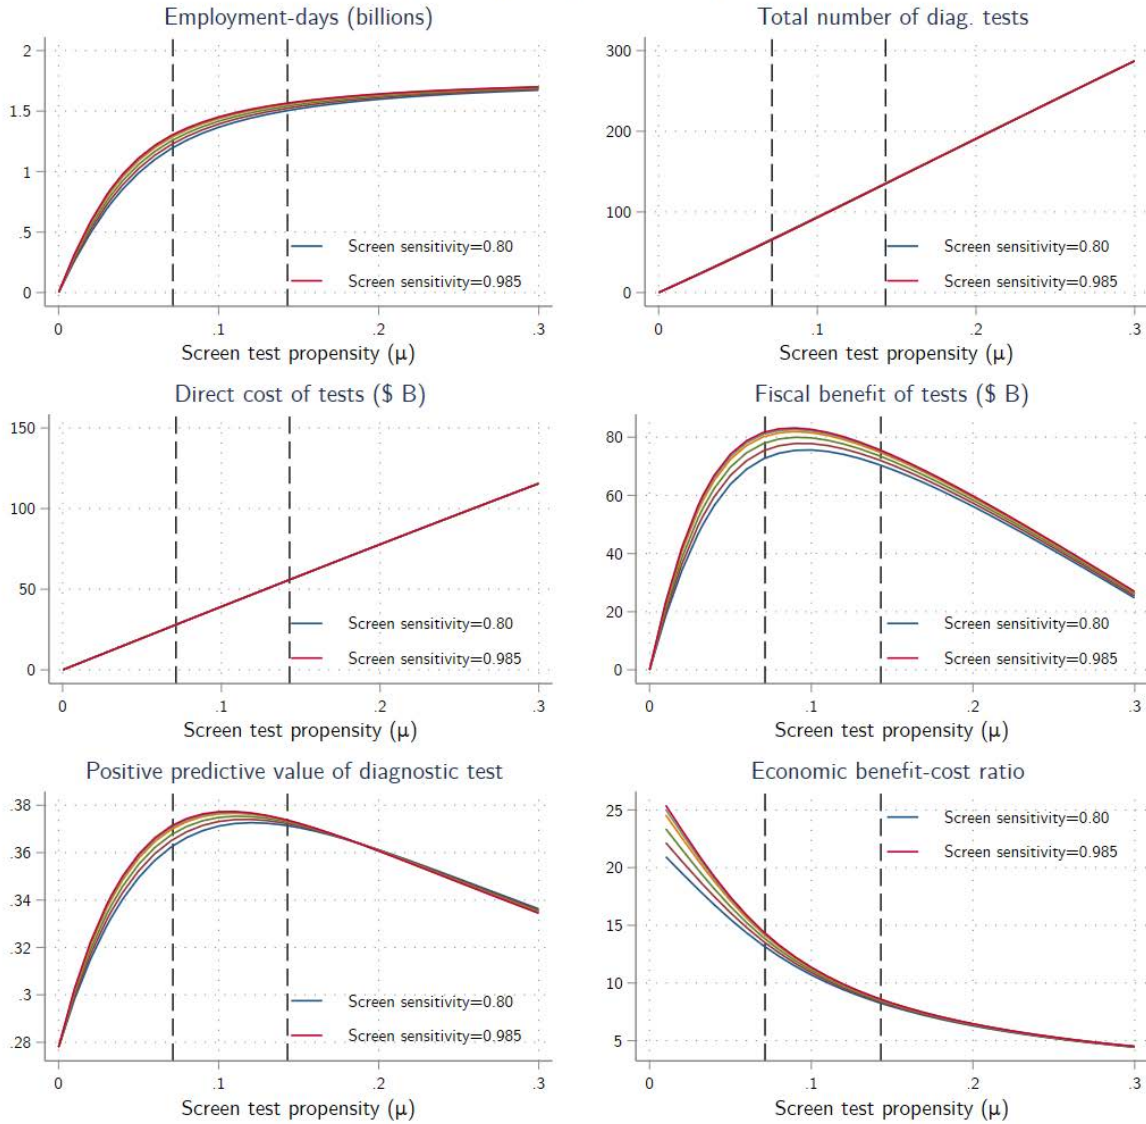 Employment-days (billions)
2
1.5
1
.5
0
Screen sensitivity=0.80
Screen sensitivity=0.985
0 .1 .2 .3
Screen test propensity (μ)
Total number of diag. tests
300
200
100
0
Screen sensitivity=0.80
Screen sensitivity=0.985
0 .1 .2 .3
Screen test propensity (μ)
Direct cost of tests ($ B)
150
100
50
0
Screen sensitivity=0.80
Screen sensitivity=0.985
0 .1 .2 .3
Screen test propensity (μ)
Fiscal benefit of tests ($ B)
80
60
40
20
0
Screen sensitivity=0.80
Screen sensitivity=0.985
0 .1 .2 .3
Screen test propensity (μ)
Positive predictive value of diagnostic test
.38
.36
.34
.32
.3
.28
Screen sensitivity=0.80
Screen sensitivity=0.985
0 .1 .2 .3
Screen test propensity (μ)
Economic benefit-cost ratio
25
20
15
10
5
Screen sensitivity=0.80
Screen sensitivity=0.985
0 .1 .2 .3
Screen test propensity (μ)